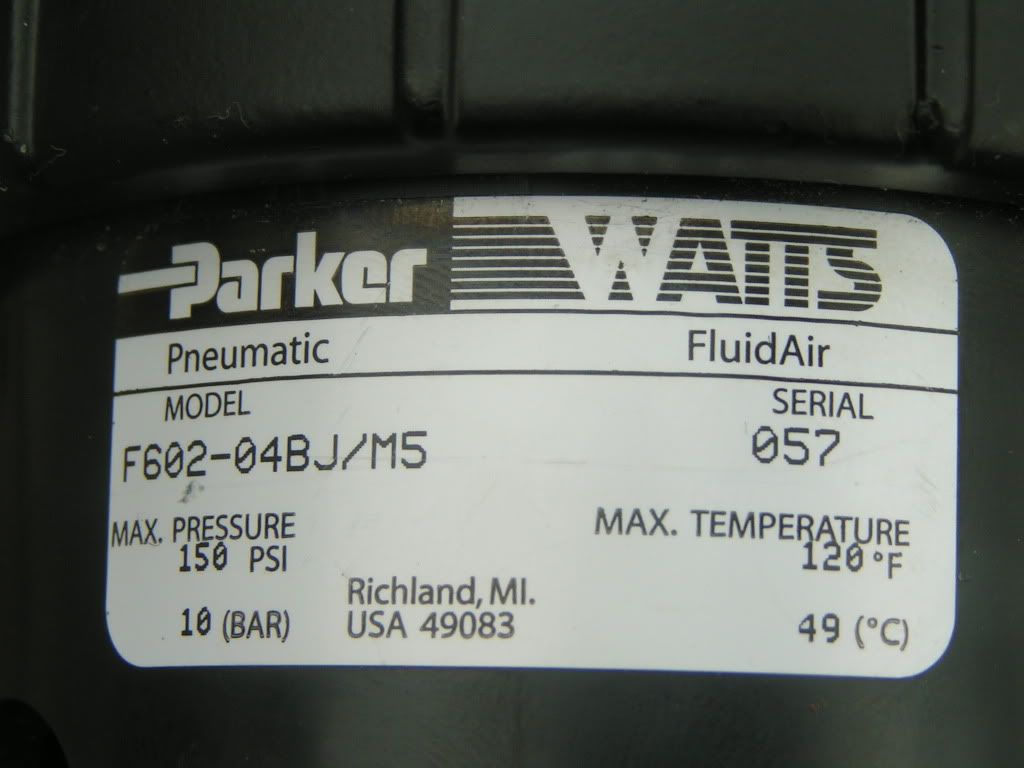 Parker WATTS
Pneumatic FluidAir
MODEL SERIAL
F602-04BJ/M5 057
MAX. PRESSURE MAX. TEMPERATURE
150 PSI 120 °F
Richland, MI.
10 (BAR) USA 49083 49 (°C)